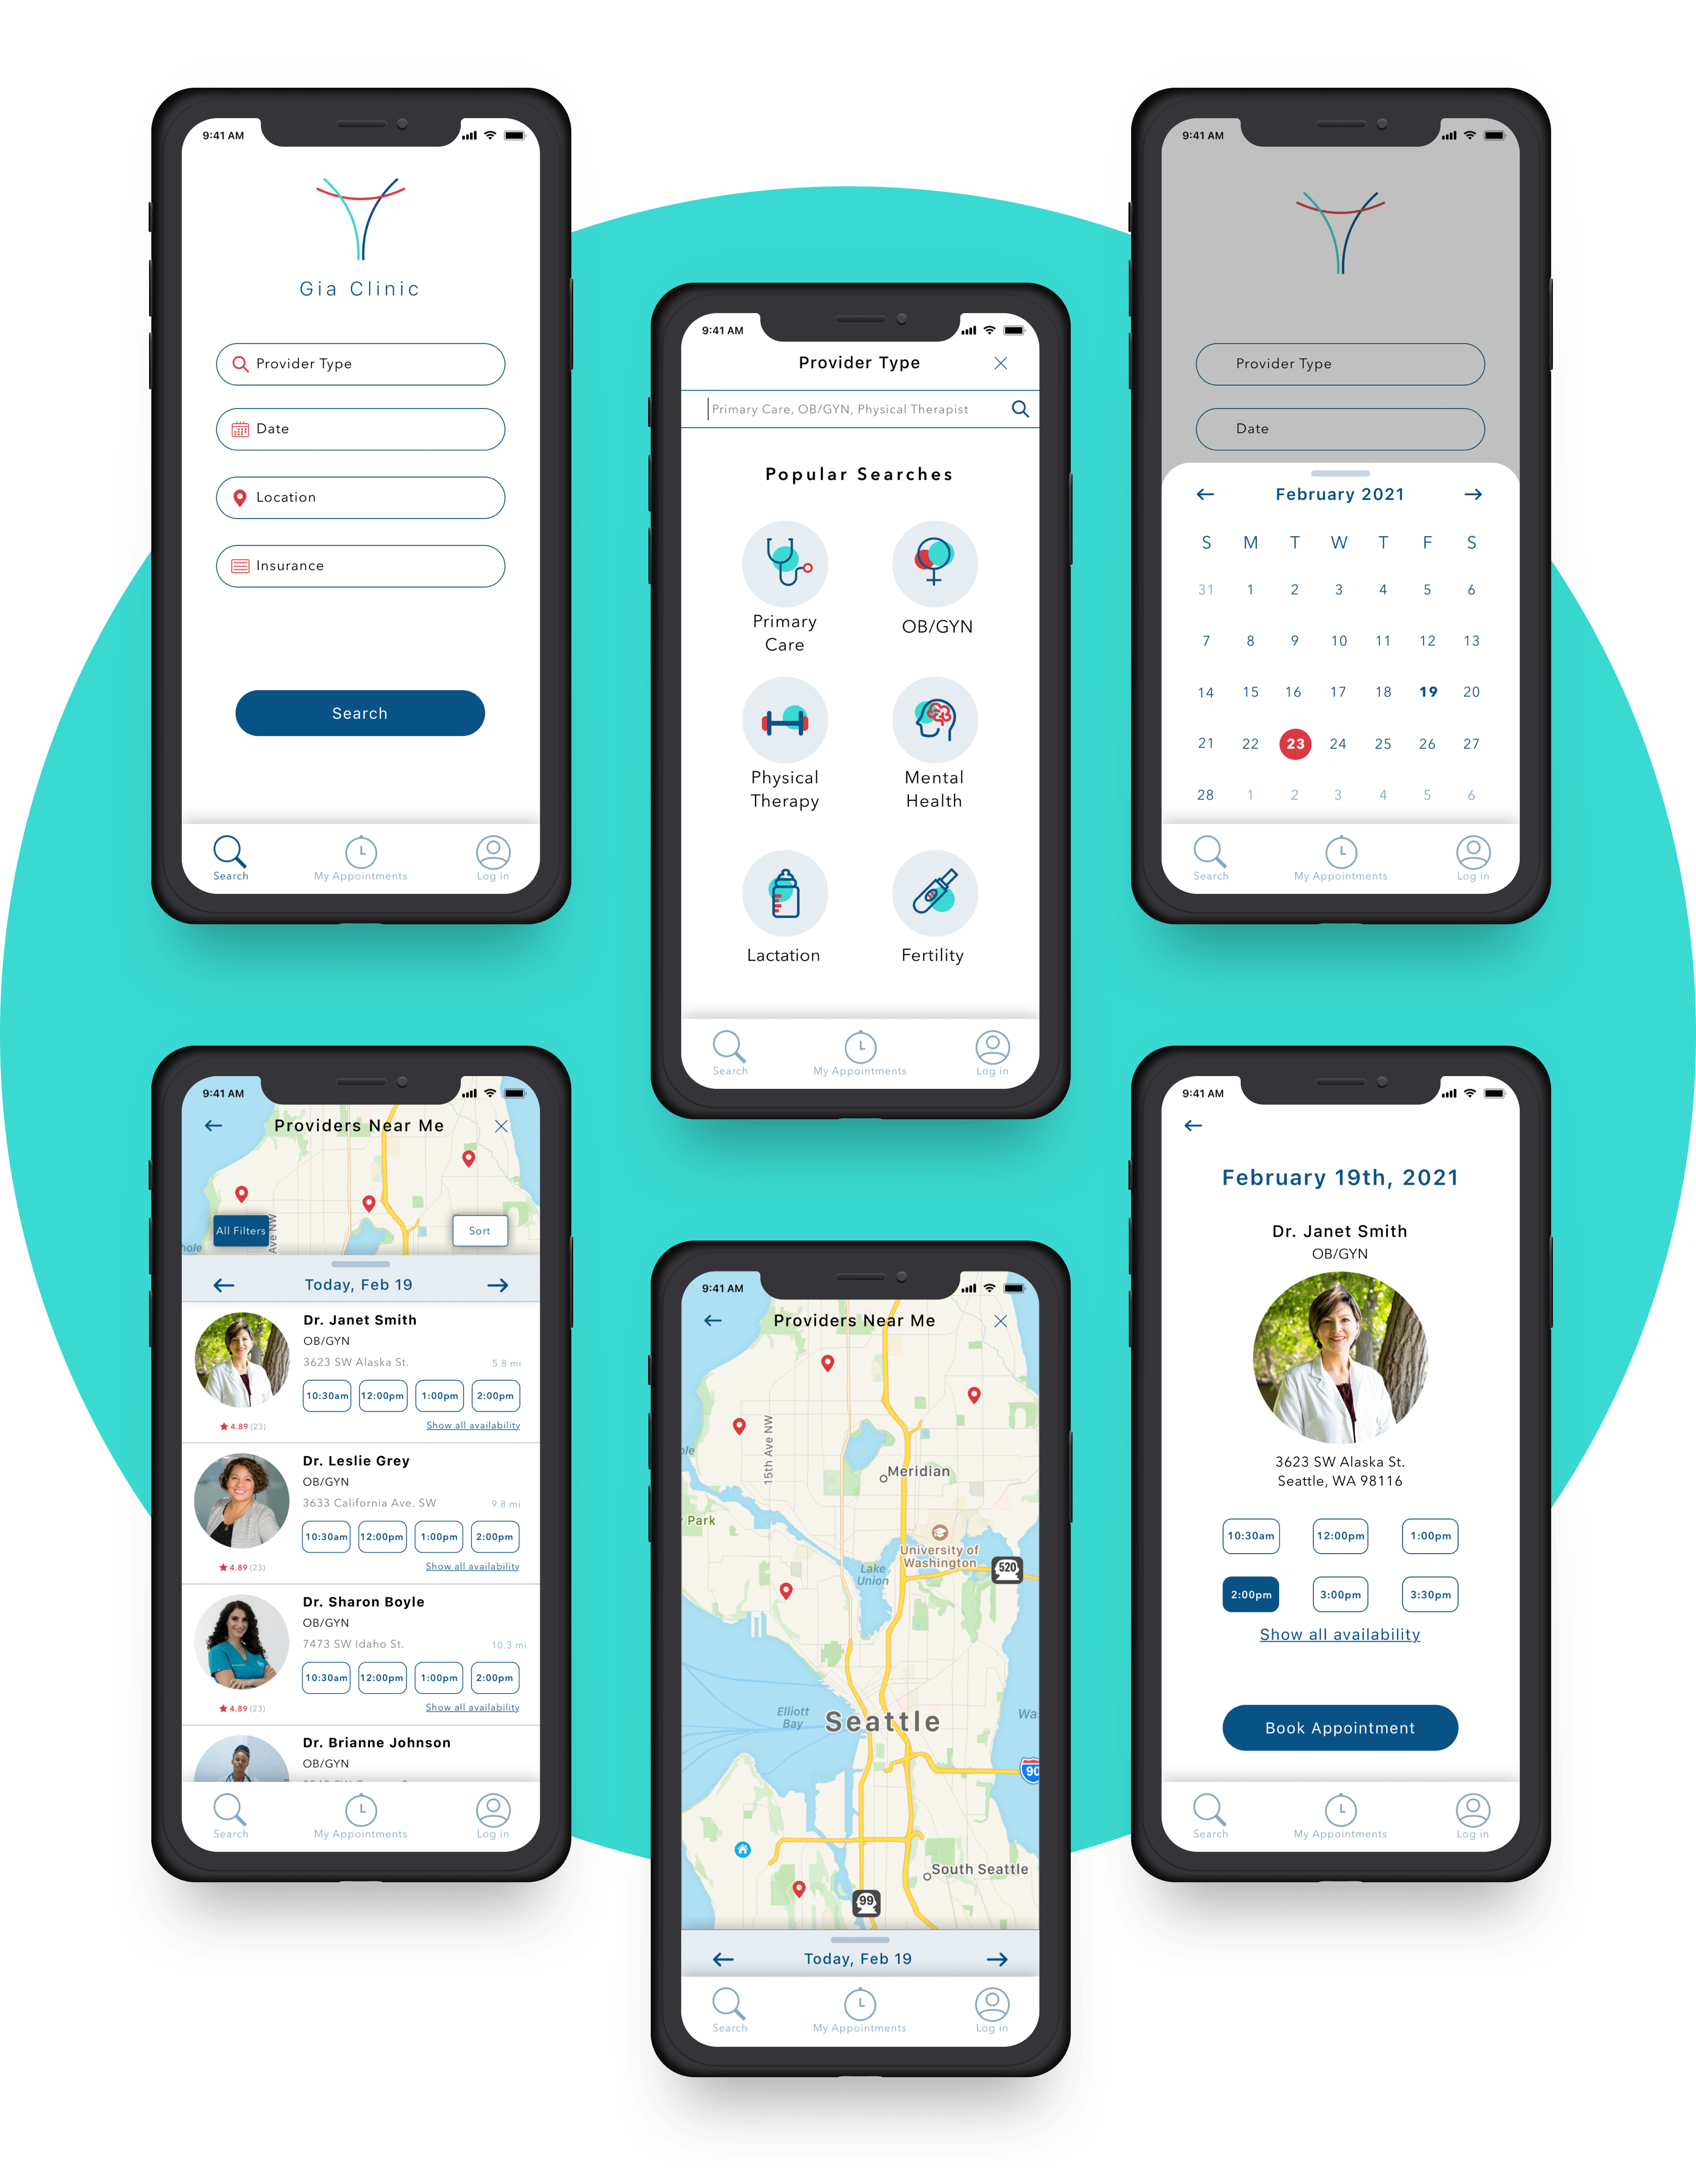 9:41 AM
Gia Clinic
Provider Type
Date
Location
Insurance
Search
Search
My Appointments
Log in
9:41 AM
Provider Type
Primary Care, OB/GYN, Physical Therapist
Popular Searches
Primary
Care
OB/GYN
Physical
Therapy
Mental
Health
Lactation
Fertility
Search
My Appointments
Log in
9:41 AM
Provider Type
Date
February 2021
S M T W T F S
31 1 2 3 4 5 6
7 8 9 10 11 12 13
14 15 16 17 18 19 20
21 22 23 24 25 26 27
28 1 2 3 4 5 6
Search
My Appointments
Log in
9:41 AM
Providers Near Me
All Filters
Ave NW
Sort
hole
Today, Feb 19
Dr. Janet Smith
OB/GYN
3623 SW Alaska St.
5.8 mi
10:30am 12:00pm 1:00pm 2:00pm
4.89 (23)
Show all availability
Dr. Leslie Grey
OB/GYN
3633 California Ave. SW
9.8 mi
10:30am 12:00pm 1:00pm 2:00pm
4.89 (23)
Show all availability
Dr. Sharon Boyle
OB/GYN
7473 SW Idaho St.
10.3 mi
10:30am 12:00pm 1:00pm 2:00pm
4.89 (23)
Show all availability
Dr. Brianne Johnson
OB/GYN
Search
My Appointments
Log in
9:41 AM
Providers Near Me
15th Ave NW
ole
Meridian
Park
University of
Washington
520
Lake
Union
Elliott
Bay
Seattle
Wa
90
South Seattle
99
Today, Feb 19
Search
My Appointments
Log in
9:41 AM
February 19th, 2021
Dr. Janet Smith
OB/GYN
3623 SW Alaska St.
Seattle, WA 98116
10:30am 12:00pm 1:00pm
2:00pm 3:00pm 3:30pm
Show all availability
Book Appointment
Search
My Appointments
Log in